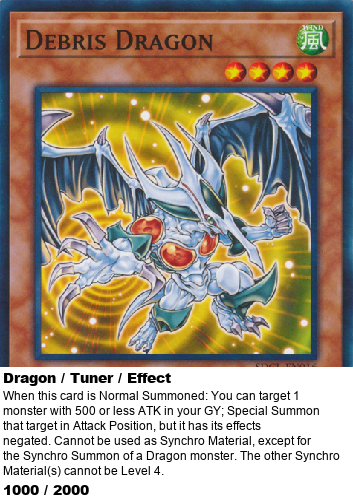 DEBRIS DRAGON
WIND
風
Dragon / Tuner / Effect
When this card is Normal Summoned: You can target 1
monster with 500 or less ATK in your GY; Special Summon
that target in Attack Position, but it has its effects
negated. Cannot be used as Synchro Material, except for
the Synchro Summon of a Dragon monster. The other Synchro
Material(s) cannot be Level 4.
1000 / 2000